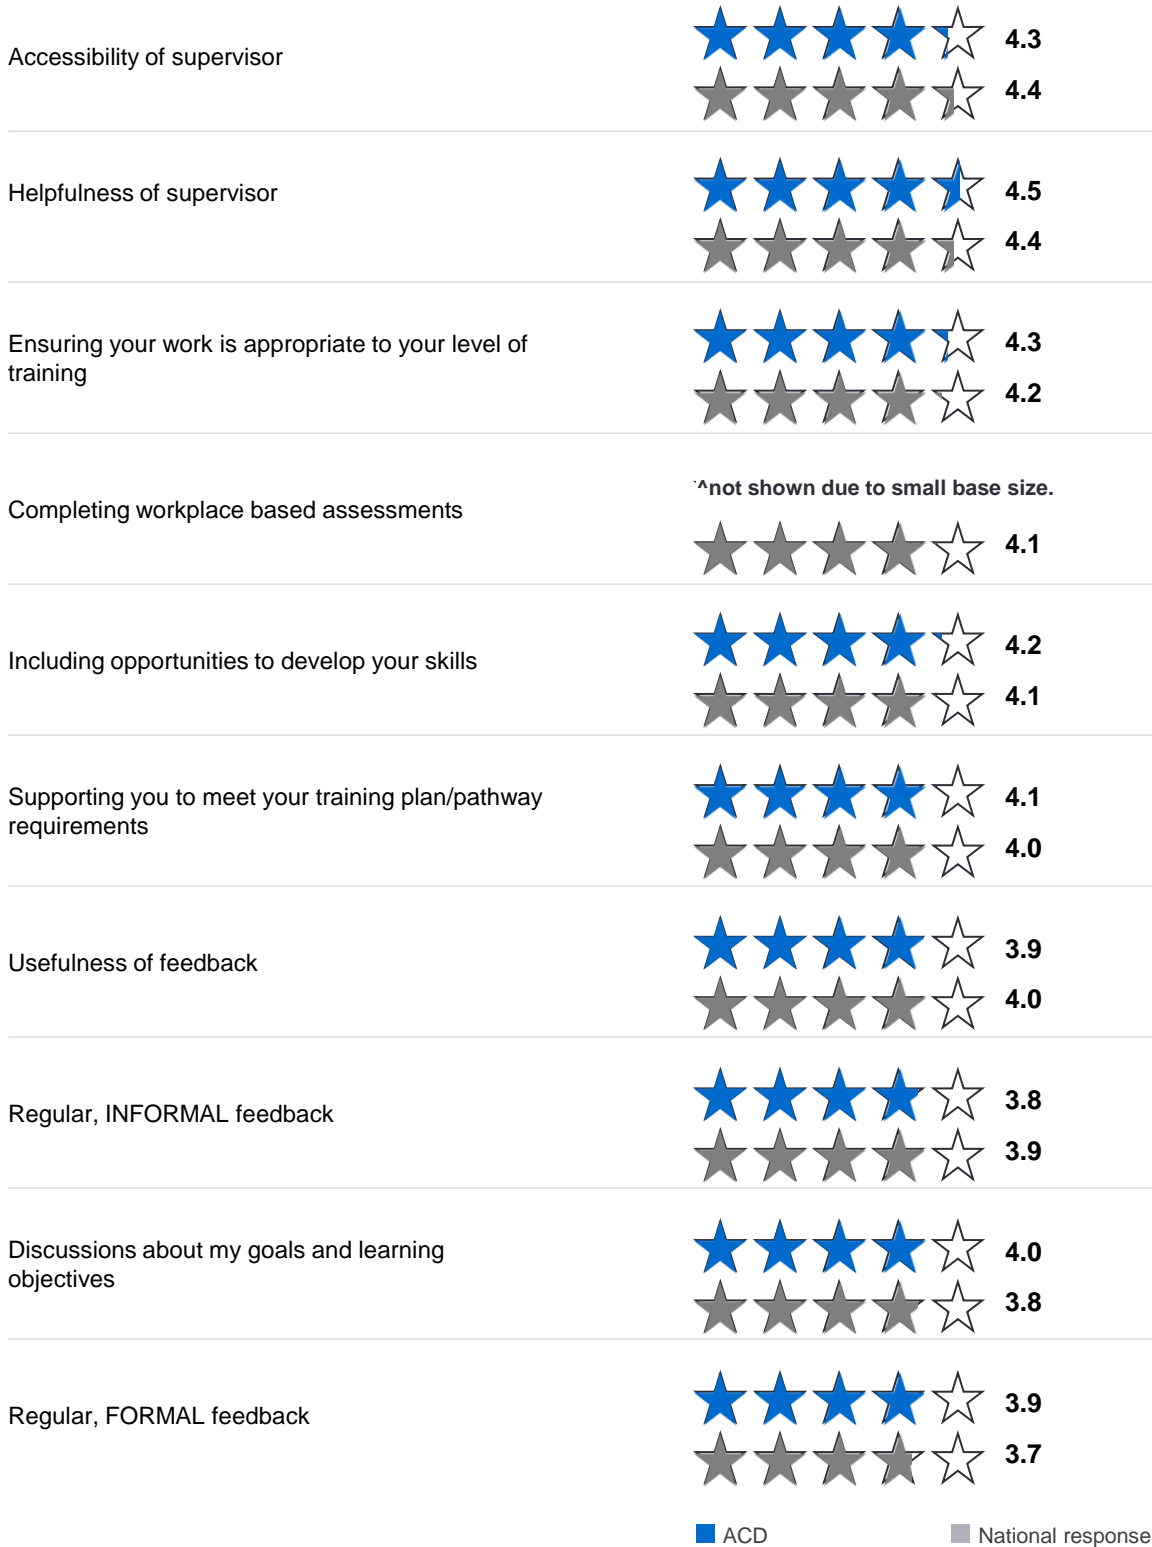 Accessibility of supervisor
4.3
4.4
Helpfulness of supervisor
4.5
4.4
Ensuring your work is appropriate to your level of
training
4.3
4.2
Completing workplace based assessments
^not shown due to small base size.
4.1
Including opportunities to develop your skills
4.2
4.1
Supporting you to meet your training plan/pathway
requirements
4.1
4.0
Usefulness of feedback
3.9
4.0
Regular, INFORMAL feedback
3.8
3.9
Discussions about my goals and learning
objectives
4.0
3.8
Regular, FORMAL feedback
3.9
3.7
ACD
National response